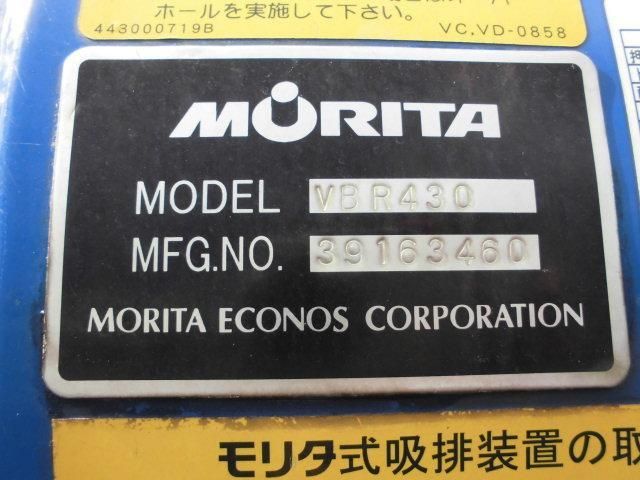 ホールを実施して下さい。
443000719B VC,VD-0858
MORITA
MODEL VBR430
MFG.NO. 39163460
MORITA ECONOS CORPORATION
モリタ式吸排装置の取